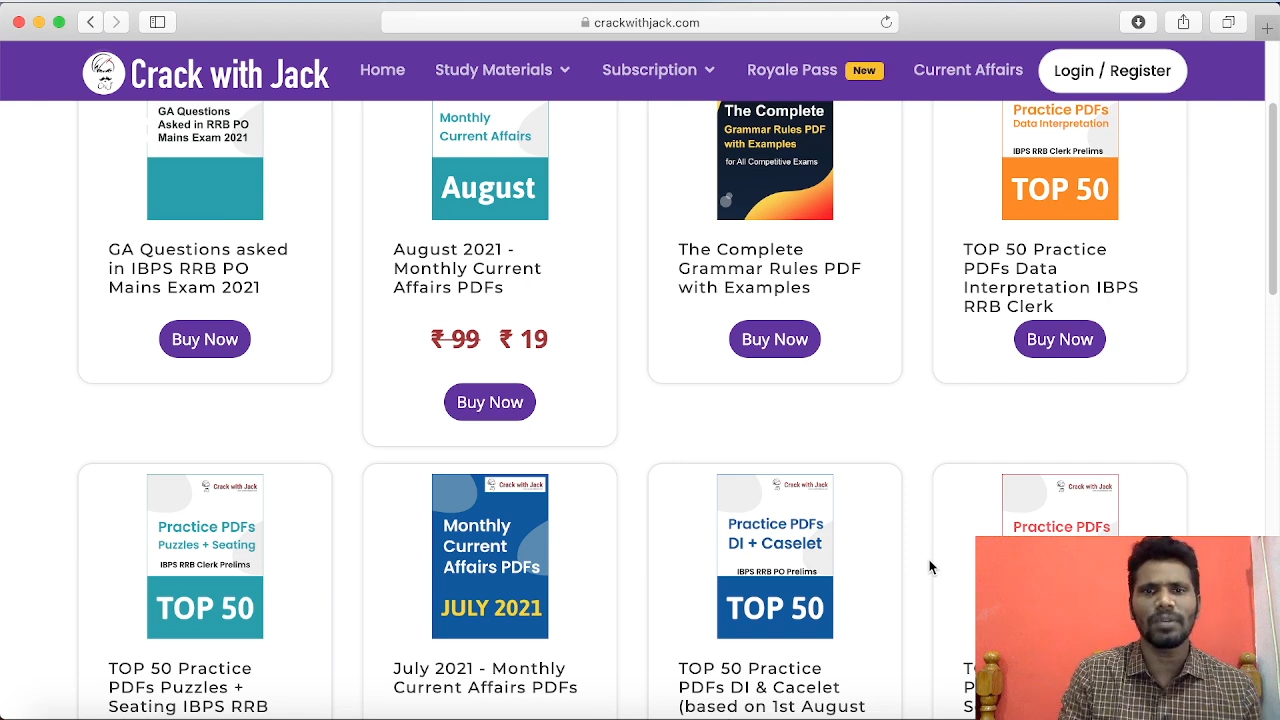 crackwithjack.com
Crack with Jack
Home
Study Materials
Subscription
Royale Pass
New
Current Affairs
Login / Register
GA Questions
Asked in RRB PO
Mains Exam 2021
GA Questions asked
in IBPS RRB PO
Mains Exam 2021
Buy Now
Monthly
Current Affairs
August
August 2021 -
Monthly Current
Affairs PDFs
₹ 99 ₹ 19
Buy Now
The Complete
Grammar Rules PDF
with Examples
for All Competitive Exams
The Complete
Grammar Rules PDF
with Examples
Buy Now
Practice PDFs
Data Interpretation
IBPS RRB Clerk Prelims
TOP 50
TOP 50 Practice
PDFs Data
Interpretation IBPS
RRB Clerk
Buy Now
Crack with Jack
Practice PDFs
Puzzles + Seating
IBPS RRB Clerk Prelims
TOP 50
TOP 50 Practice
PDFs Puzzles +
Seating IBPS RRB
Crack with Jack
Monthly
Current
Affairs PDFs
JULY 2021
July 2021 - Monthly
Current Affairs PDFs
Crack with Jack
Practice PDFs
DI + Caselet
IBPS RRB PO Prelims
TOP 50
TOP 50 Practice
PDFs DI & Cacelet
(based on 1st August
Crack with Jack
Practice PDFs